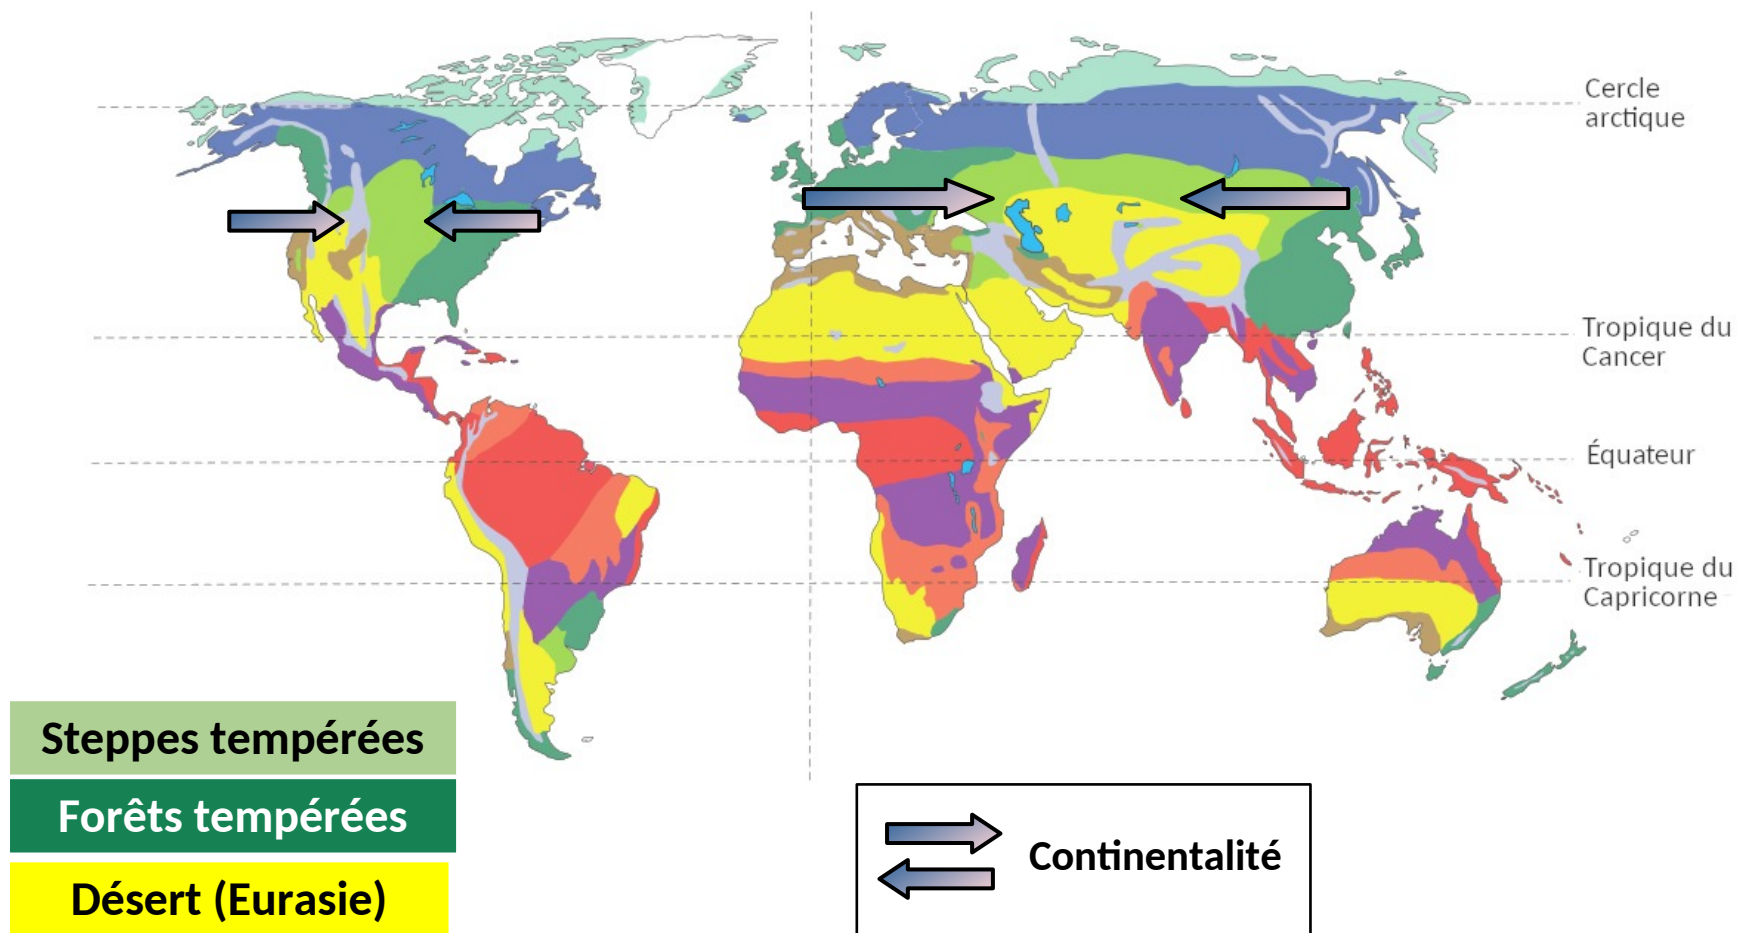 Cercle
arctique
Tropique du
Cancer
Équateur
Tropique du
Capricorne
Steppes tempérées
Forêts tempérées
Désert (Eurasie)
Continentalité